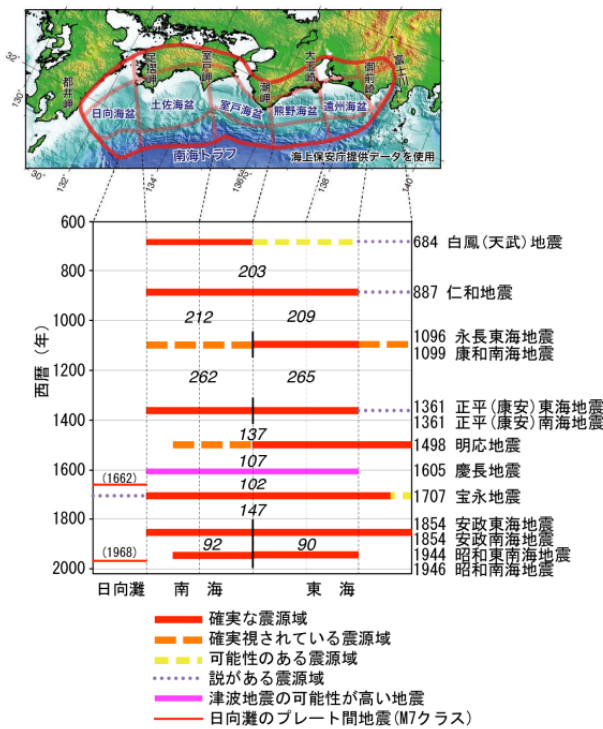 都井岬
足摺岬
室戸岬
潮岬
大王崎
御前崎
富士川
日向海盆
土佐海盆
室戸海盆
熊野海盆
遠州海盆
南海トラフ
海上保安庁提供データを使用
30°
132°
134°
136°
138°
140°
西暦(年)
600
800
1000
1200
1400
1600
1800
2000
203
212
209
262
265
137
107
102
147
92
90
(1662)
(1968)
684 白鳳(天武)地震
887 仁和地震
1096 永長東海地震
1099 康和南海地震
1361 正平(康安)東海地震
1361 正平(康安)南海地震
1498 明応地震
1605 慶長地震
1707 宝永地震
1854 安政東海地震
1854 安政南海地震
1944 昭和東南海地震
1946 昭和南海地震
日向灘 南海 東海
確実な震源域
確実視されている震源域
可能性のある震源域
説がある震源域
津波地震の可能性が高い地震
日向灘のプレート間地震(M7クラス)